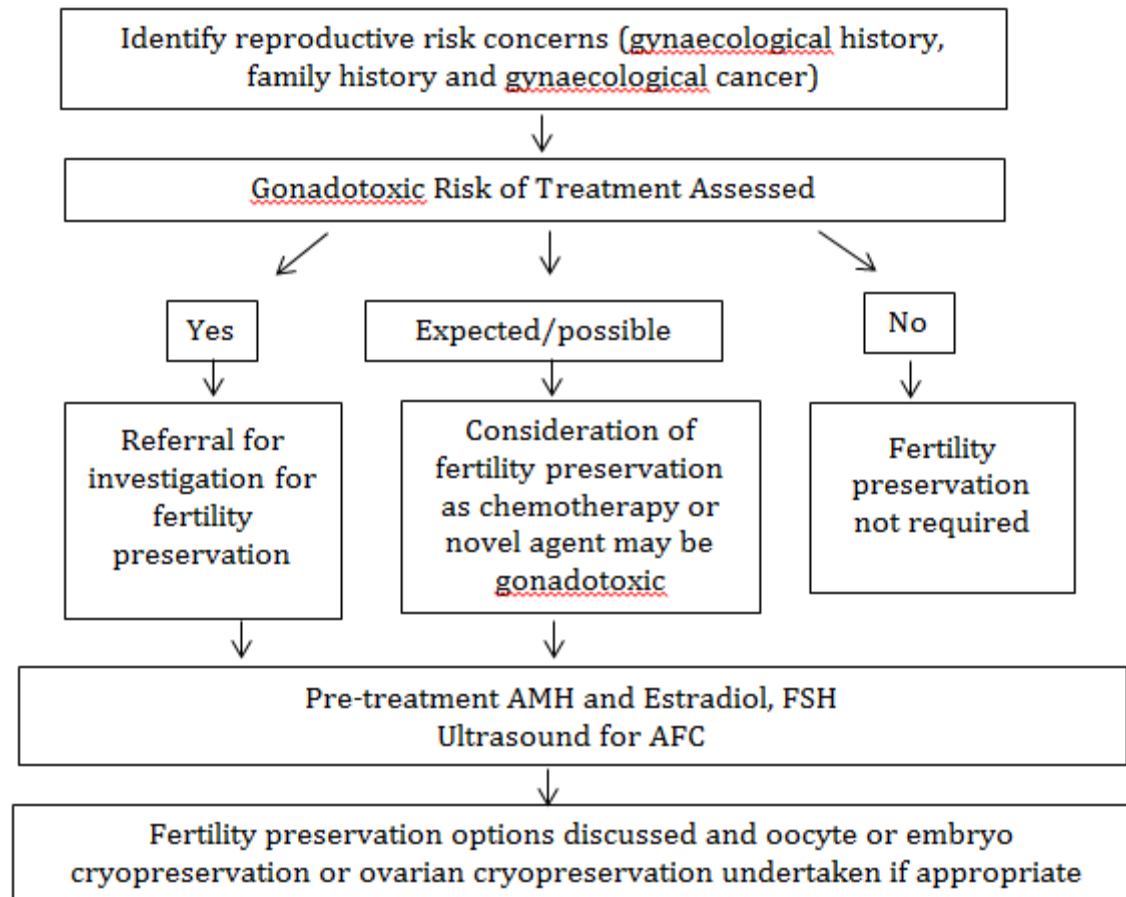 Identify reproductive risk concerns (gynaecological history,
family history and gynaecological cancer)
Gonadotoxic Risk of Treatment Assessed
Yes
Expected/possible
No
Referral for
investigation for
fertility
preservation
Consideration of
fertility preservation
as chemotherapy or
novel agent may be
gonadotoxic
Fertility
preservation
not required
Pre-treatment AMH and Estradiol, FSH
Ultrasound for AFC
Fertility preservation options discussed and oocyte or embryo
cryopreservation or ovarian cryopreservation undertaken if appropriate